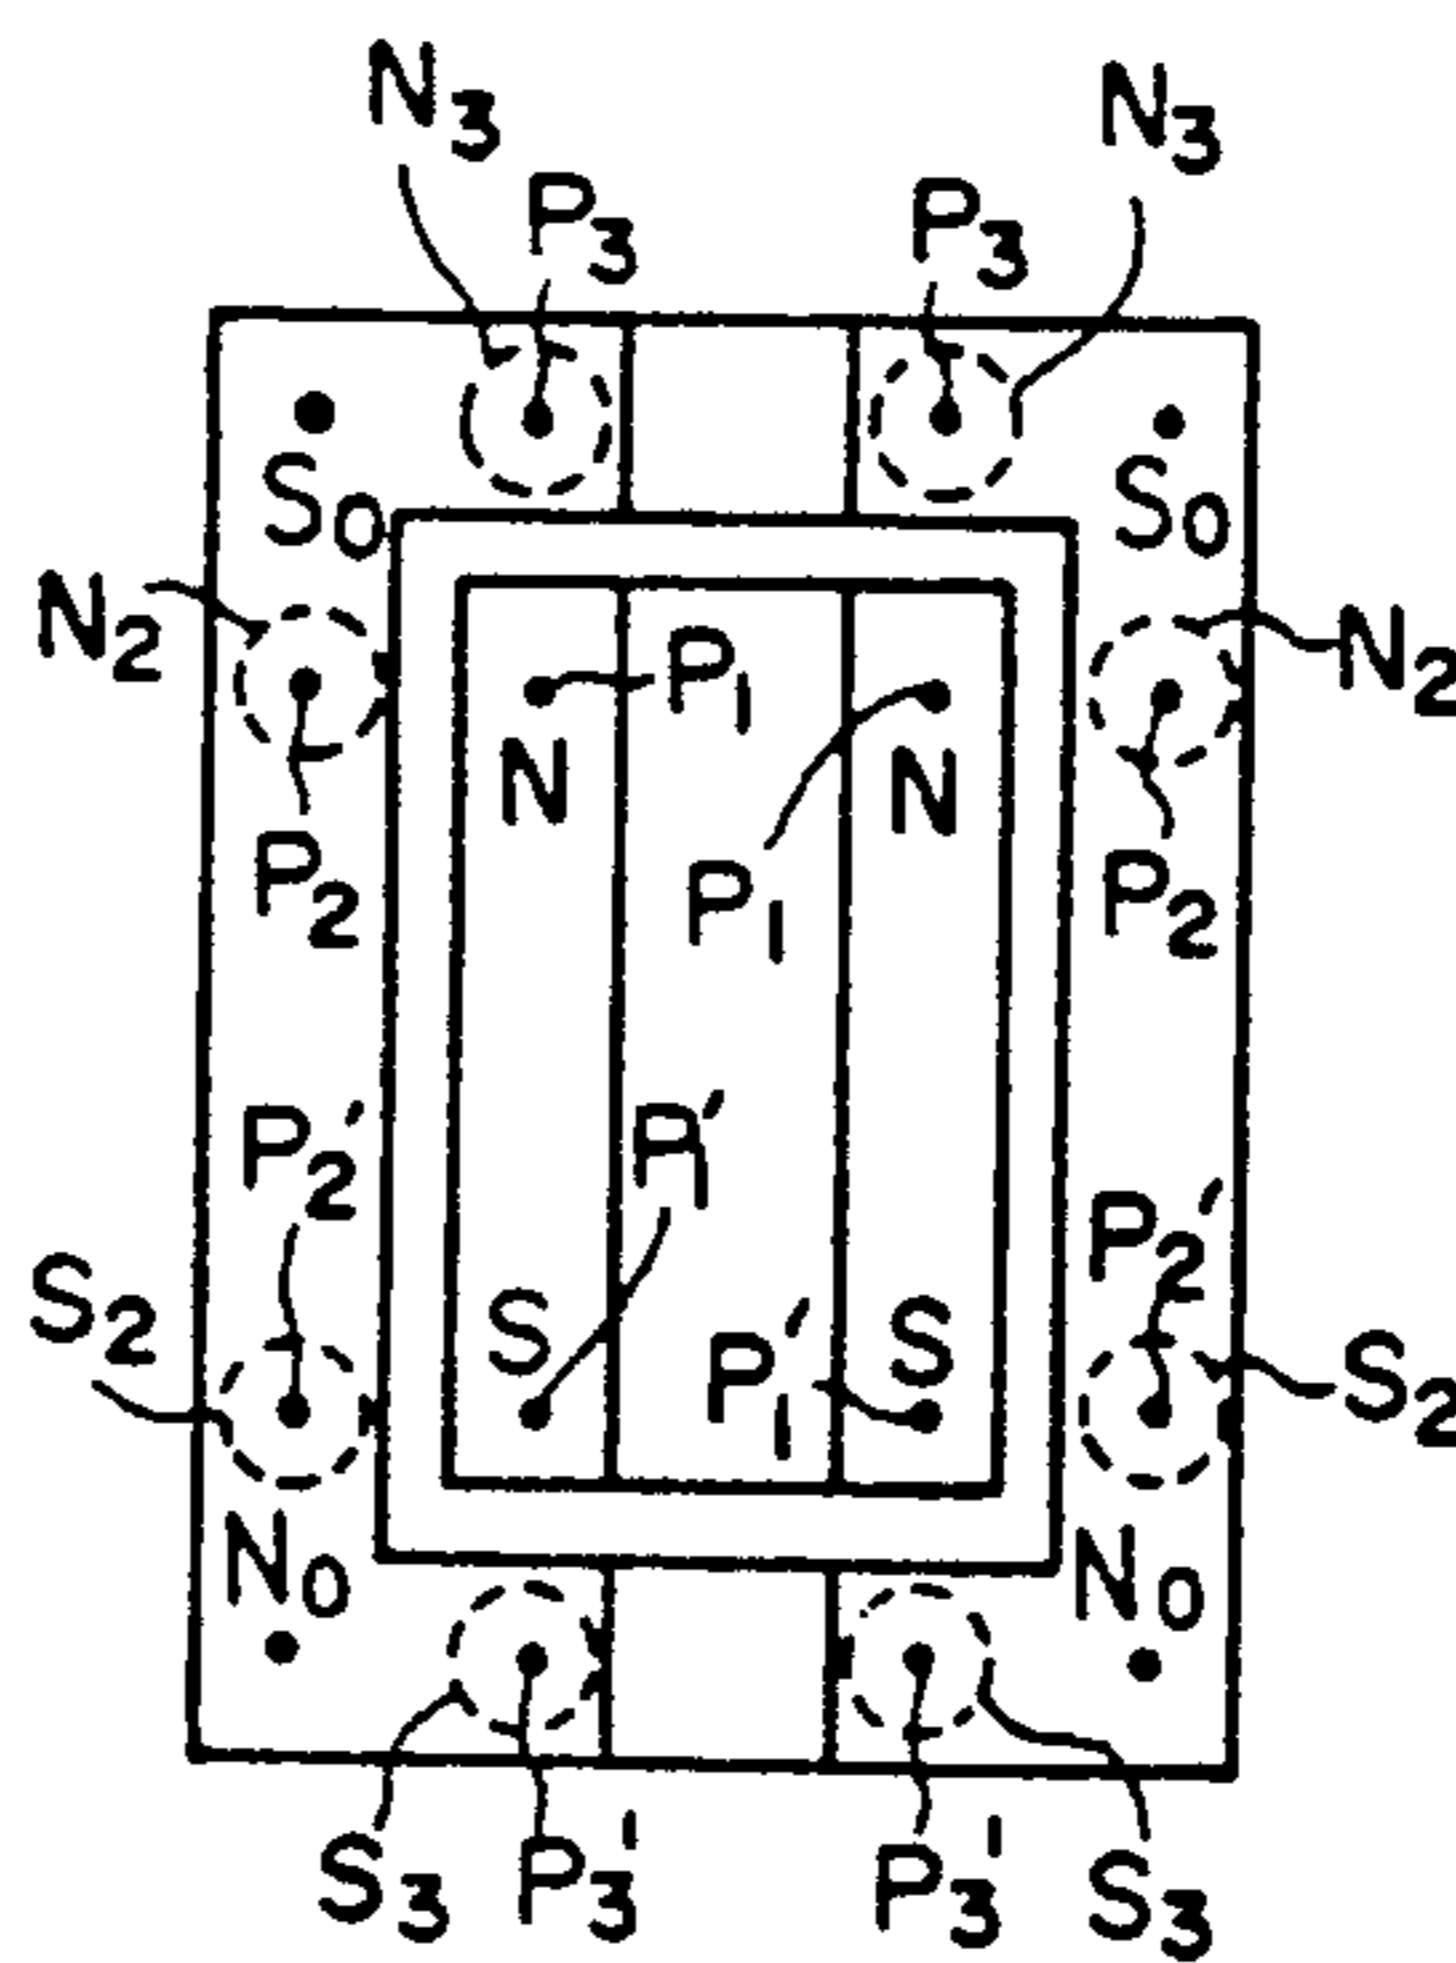 N3 N3
P3 P3
S0 S0
N2 N2
P1
N N
P2 P1 P2
P2' P1' P2'
S2 S P1' S S2
N0 N0
S3 P3' P3' S3